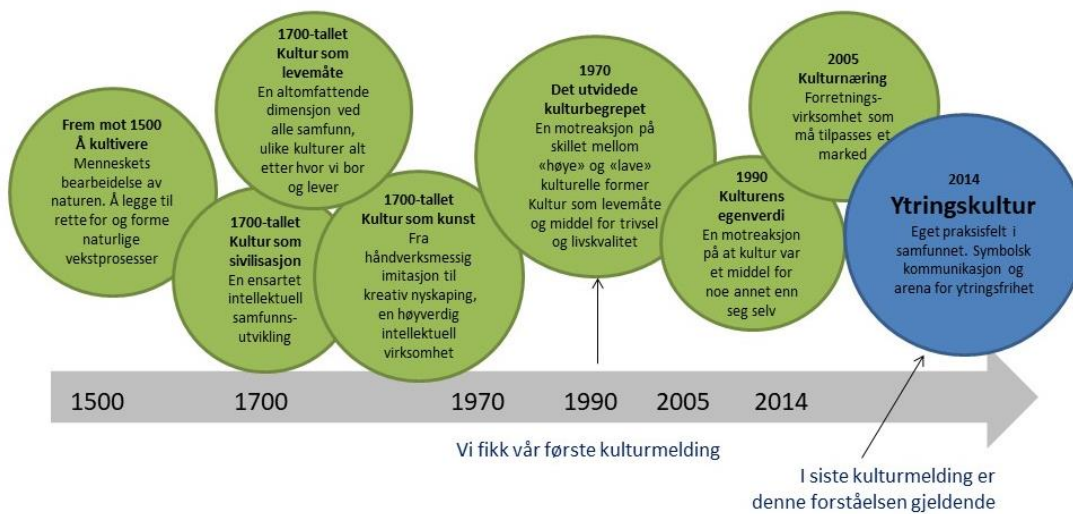 Frem mot 1500
Å kultivere
Menneskets
bearbeidelse av
naturen. Å legge til
rette for og forme
naturlige
vekstprosesser
1700-tallet
Kultur som
levemåte
En altomfattende
dimensjon ved
alle samfunn,
ulike kulturer alt
etter hvor vi bor
og lever
1700-tallet
Kultur som
sivilisasjon
En ensartet
intellektuell
samfunns-
utvikling
1700-tallet
Kultur som kunst
Fra
håndverksmessig
imitasjon til
kreativ nyskaping,
en høyverdig
intellektuell
virksomhet
1970
Det utvidede
kulturbegrepet
En motreaksjon på
skillet mellom
«høye» og «lave»
kulturelle former
Kultur som levemåte
og middel for trivsel
og livskvalitet
1990
Kulturens
egenverdi
En motreaksjon
på at kultur var
et middel for
noe annet enn
seg selv
2005
Kulturnæring
Forretnings-
virksomhet som
må tilpasses et
marked
2014
Ytringskultur
Eget praksisfelt i
samfunnet. Symbolsk
kommunikasjon og
arena for ytringsfrihet
1500 1700 1970 1990 2005 2014
Vi fikk vår første kulturmelding
I siste kulturmelding er
denne forståelsen gjeldende